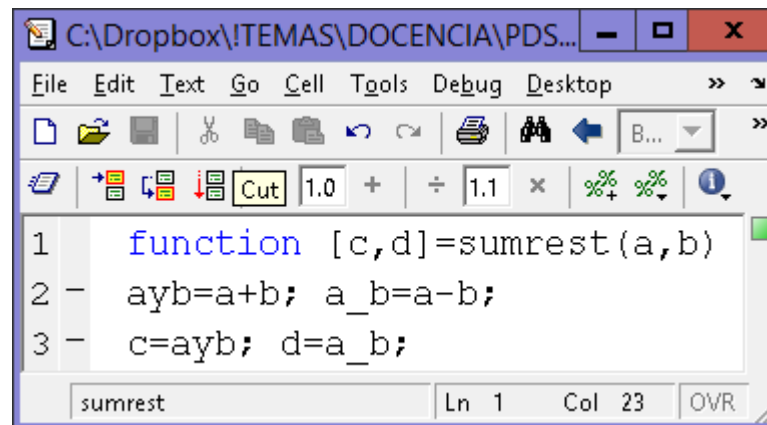 C:\Dropbox\!TEMAS\DOCENCIA\PDS...
File Edit Text Go Cell Tools Debug Desktop
B...
Cut 1.0 + ÷ 1.1 ×
1 function [c,d]=sumrest(a,b)
2 - ayb=a+b; a_b=a-b;
3 - c=ayb; d=a_b;
sumrest Ln 1 Col 23 OVR